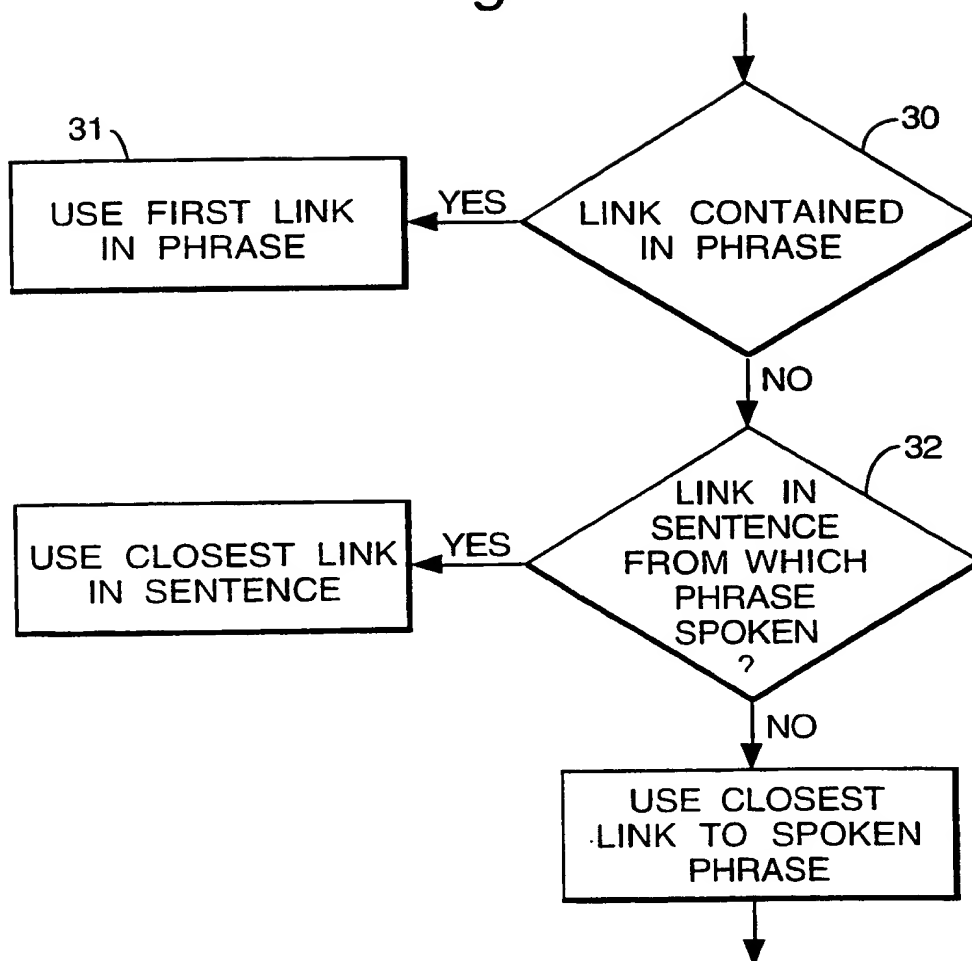 31
30
USE FIRST LINK
IN PHRASE
YES
LINK CONTAINED
IN PHRASE
NO
32
USE CLOSEST LINK
IN SENTENCE
YES
LINK IN
SENTENCE
FROM WHICH
PHRASE
SPOKEN
?
NO
USE CLOSEST
LINK TO SPOKEN
PHRASE